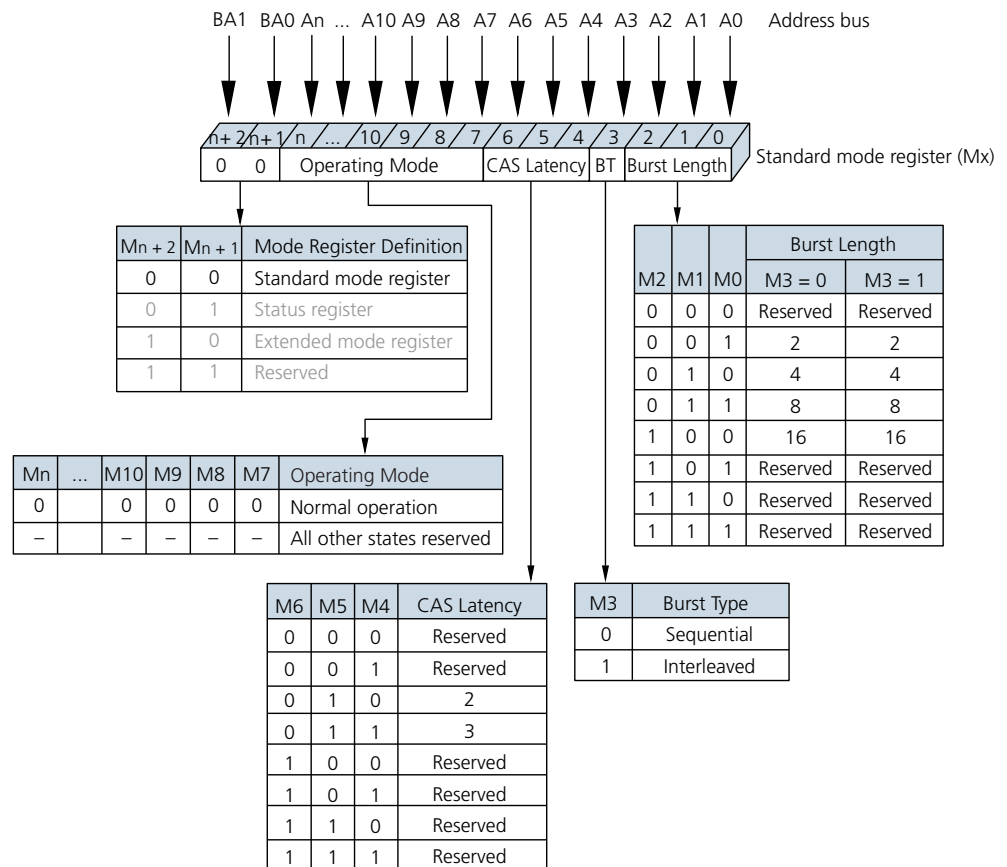 BA1 BA0 An ... A10 A9 A8 A7 A6 A5 A4 A3 A2 A1 A0 Address bus
n+ 2 n+ 1 n ... 10 9 8 7 6 5 4 3 2 1 0
Standard mode register (Mx)
0 0 Operating Mode CAS Latency BT Burst Length
Mn + 2 Mn + 1 Mode Register Definition
0 0 Standard mode register
0 1 Status register
1 0 Extended mode register
1 1 Reserved
Burst Length
M2 M1 M0 M3 = 0 M3 = 1
0 0 0 Reserved Reserved
0 0 1 2 2
0 1 0 4 4
0 1 1 8 8
1 0 0 16 16
1 0 1 Reserved Reserved
1 1 0 Reserved Reserved
1 1 1 Reserved Reserved
Mn ... M10 M9 M8 M7 Operating Mode
0 0 0 0 0 Normal operation
– – – – – All other states reserved
M6 M5 M4 CAS Latency
0 0 0 Reserved
0 0 1 Reserved
0 1 0 2
0 1 1 3
1 0 0 Reserved
1 0 1 Reserved
1 1 0 Reserved
1 1 1 Reserved
M3 Burst Type
0 Sequential
1 Interleaved